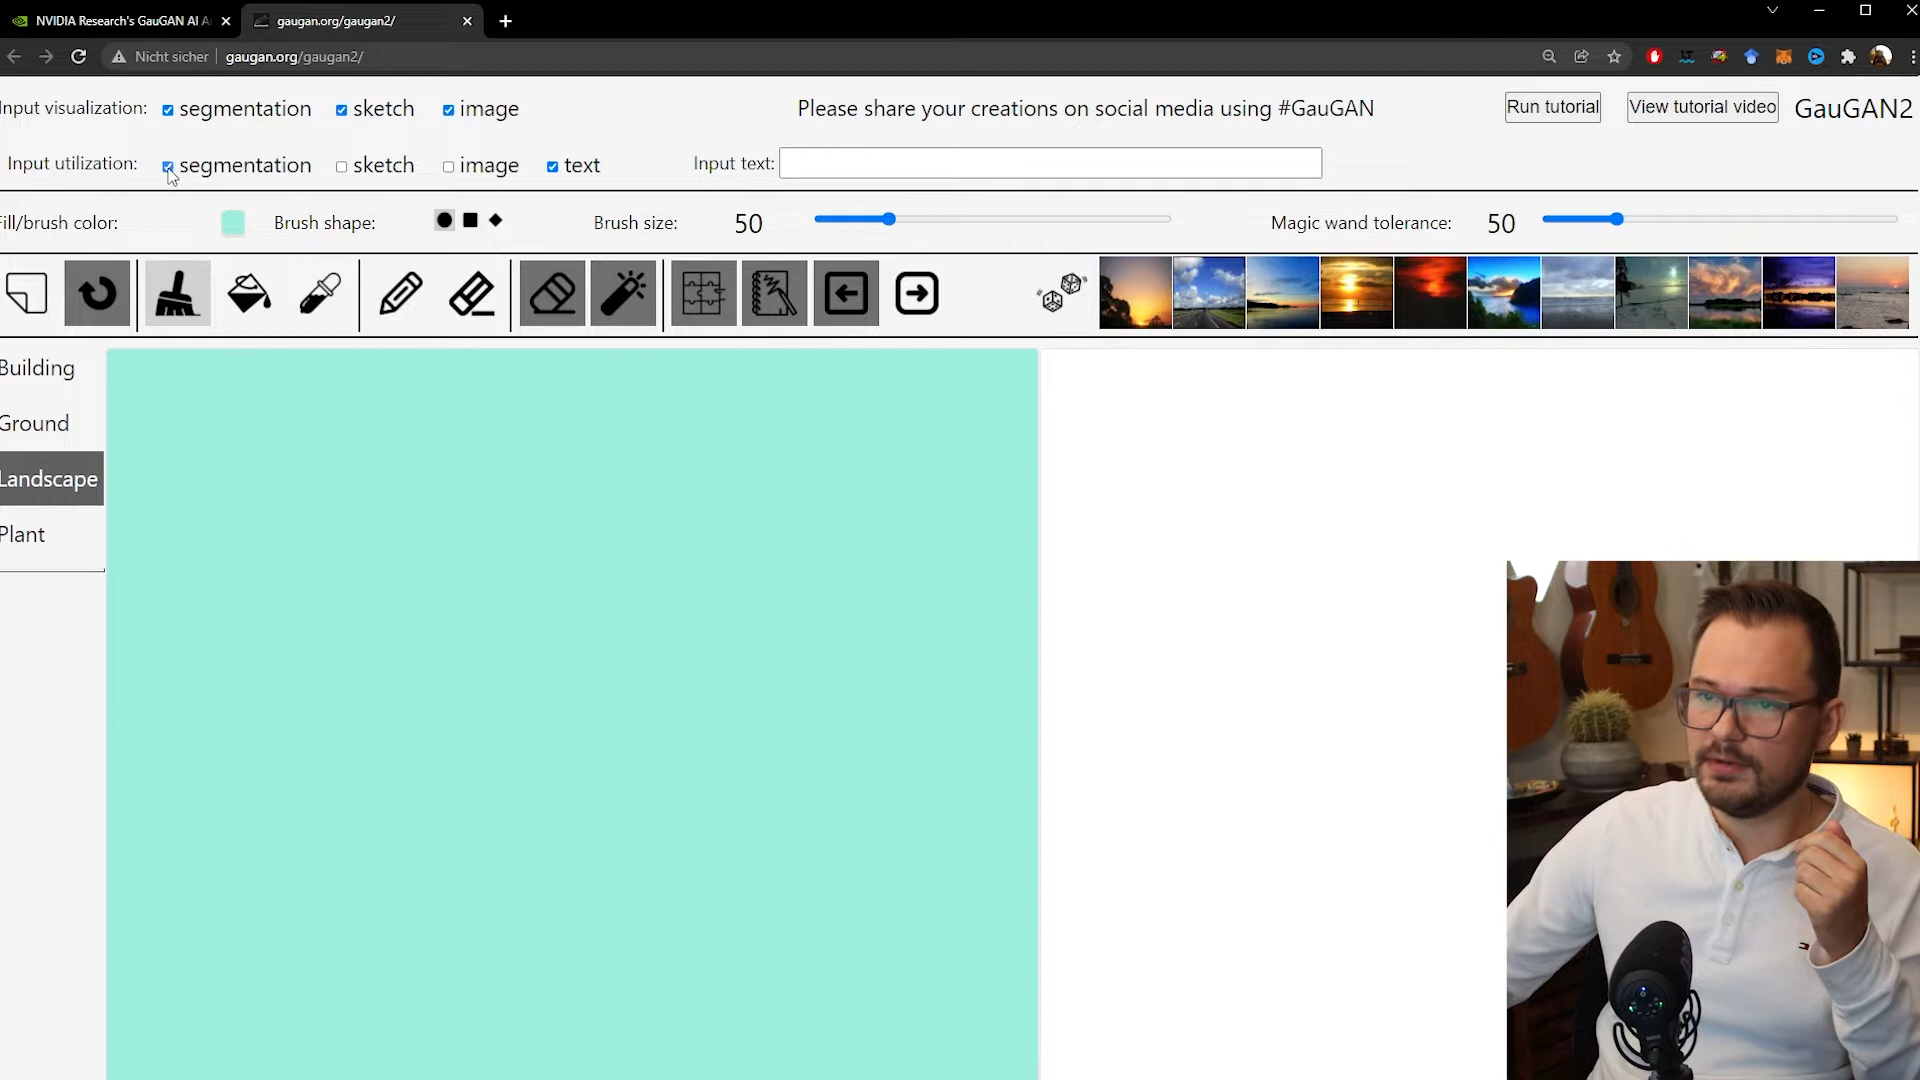 NVIDIA Research's GauGAN AI A
gaugan.org/gaugan2/
Nicht sicher
gaugan.org/gaugan2/
Input visualization:
segmentation
sketch
image
Please share your creations on social media using #GauGAN
Run tutorial
View tutorial video
GauGAN2
Input utilization:
segmentation
sketch
image
text
Input text:
Fill/brush color:
Brush shape:
Brush size:
50
Magic wand tolerance:
50
Building
Ground
Landscape
Plant